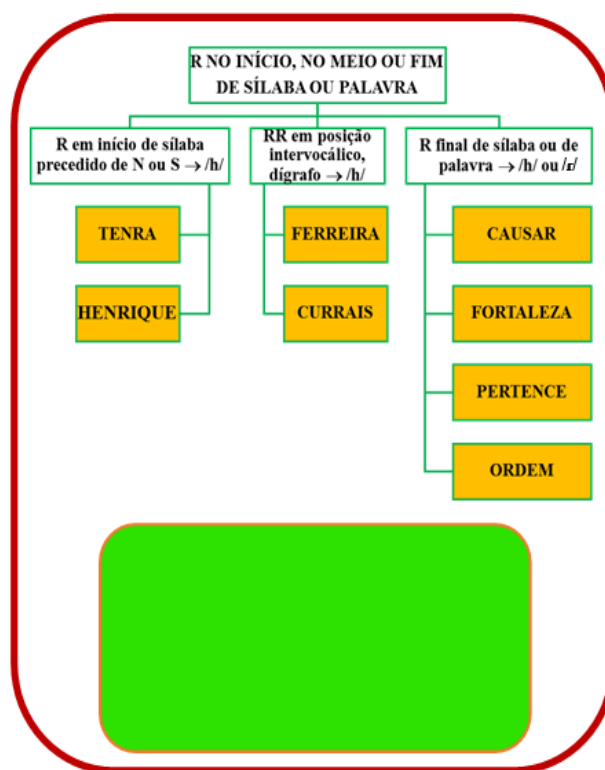 R NO INÍCIO, NO MEIO OU FIM
DE SÍLABA OU PALAVRA
R em início de sílaba
precedido de N ou S → /h/
TENRA
HENRIQUE
RR em posição
intervocálico,
dígrafo → /h/
FERREIRA
CURRAIS
R final de sílaba ou de
palavra → /h/ ou /ɾ/
CAUSAR
FORTALEZA
PERTENCE
ORDEM